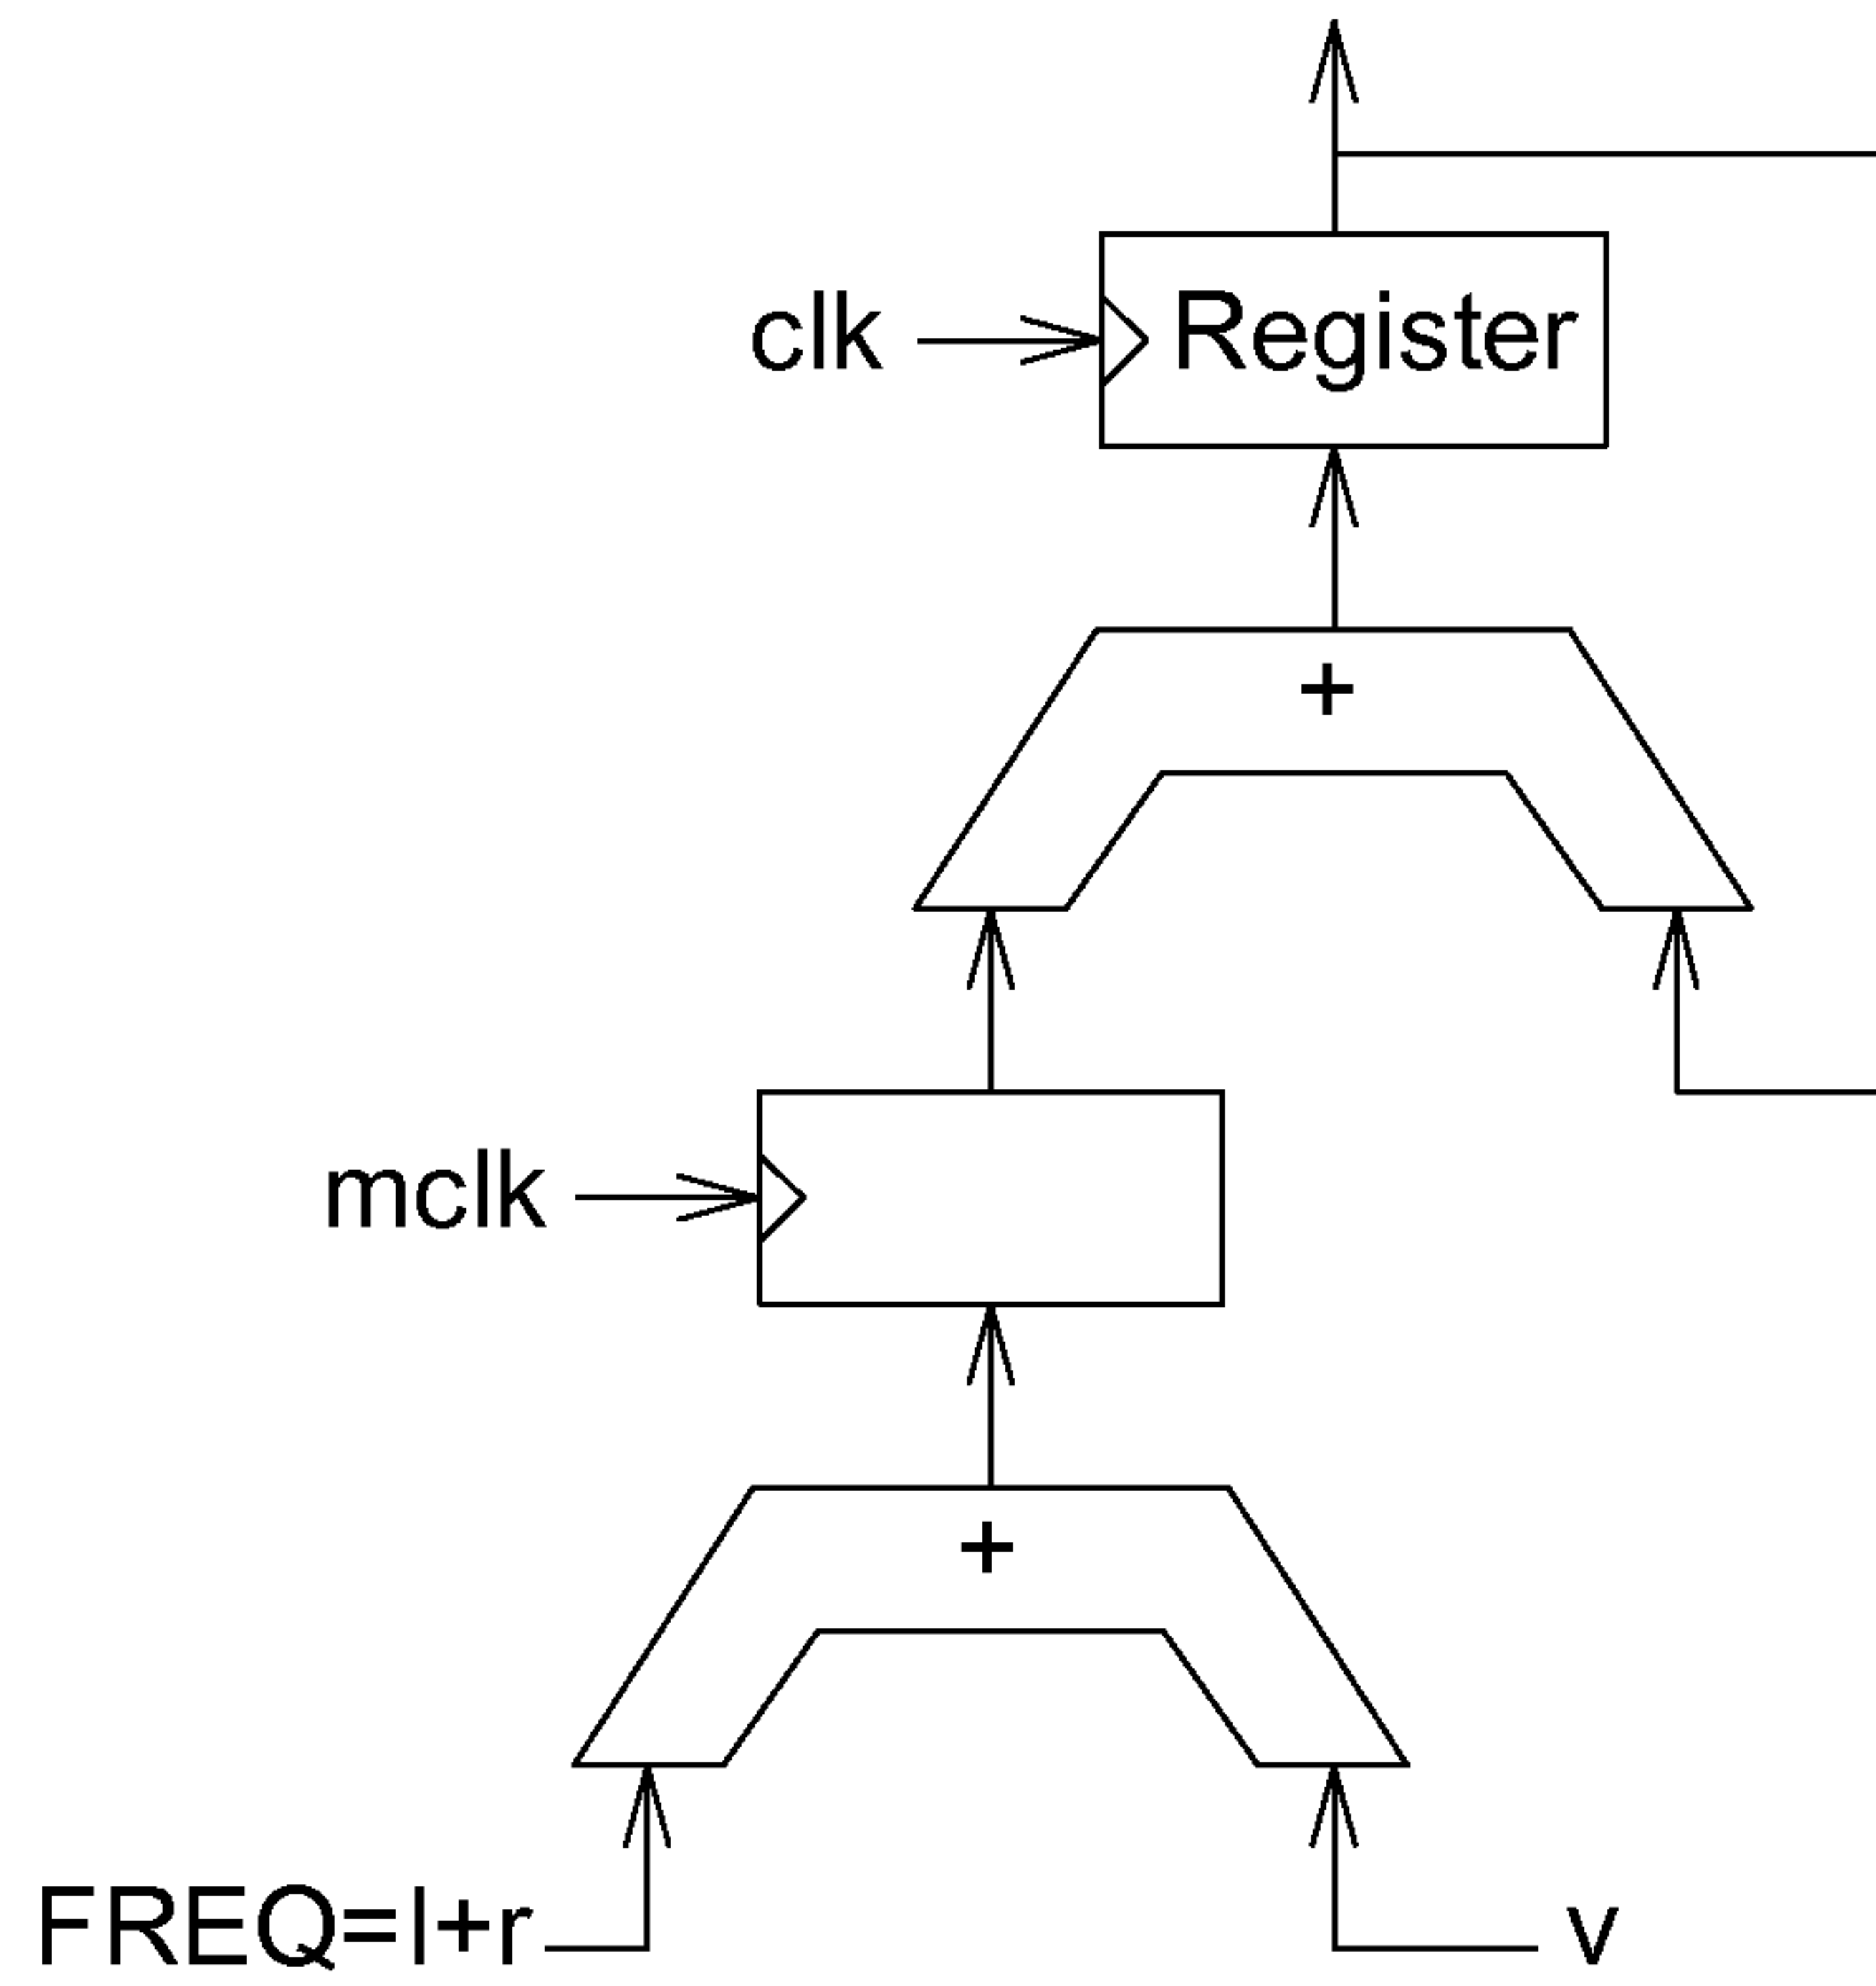 clk
Register
+
mclk
+
FREQ=I+r
v